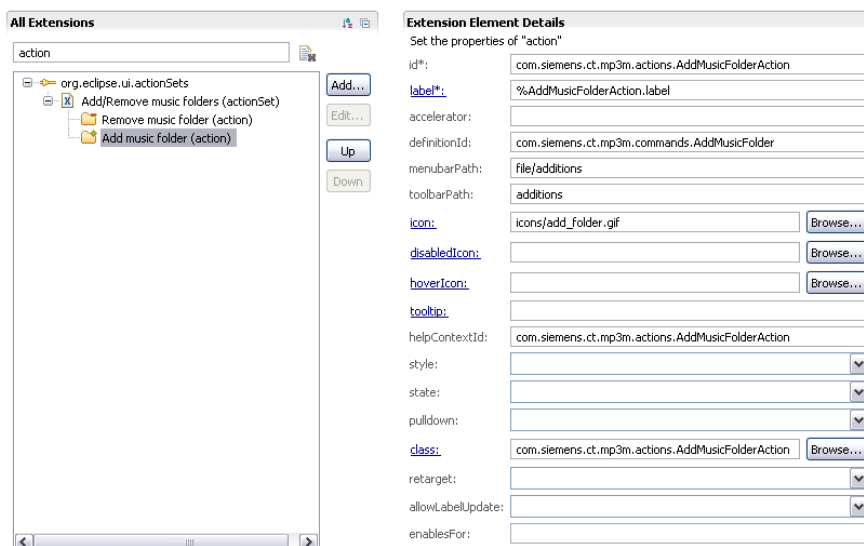 All Extensions
action
org.eclipse.ui.actionSets
Add/Remove music folders (actionSet)
Remove music folder (action)
Add music folder (action)
Add...
Edit...
Up
Down
Extension Element Details
Set the properties of "action"
id*: com.siemens.ct.mp3m.actions.AddMusicFolderAction
label*: %AddMusicFolderAction.label
accelerator:
definitionId: com.siemens.ct.mp3m.commands.AddMusicFolder
menubarPath: file/additions
toolbarPath: additions
icon: icons/add_folder.gif Browse...
disabledIcon: Browse...
hoverIcon: Browse...
tooltip:
helpContextId: com.siemens.ct.mp3m.actions.AddMusicFolderAction
style:
state:
pulldown:
class: com.siemens.ct.mp3m.actions.AddMusicFolderAction Browse...
retarget:
allowLabelUpdate:
enablesFor: